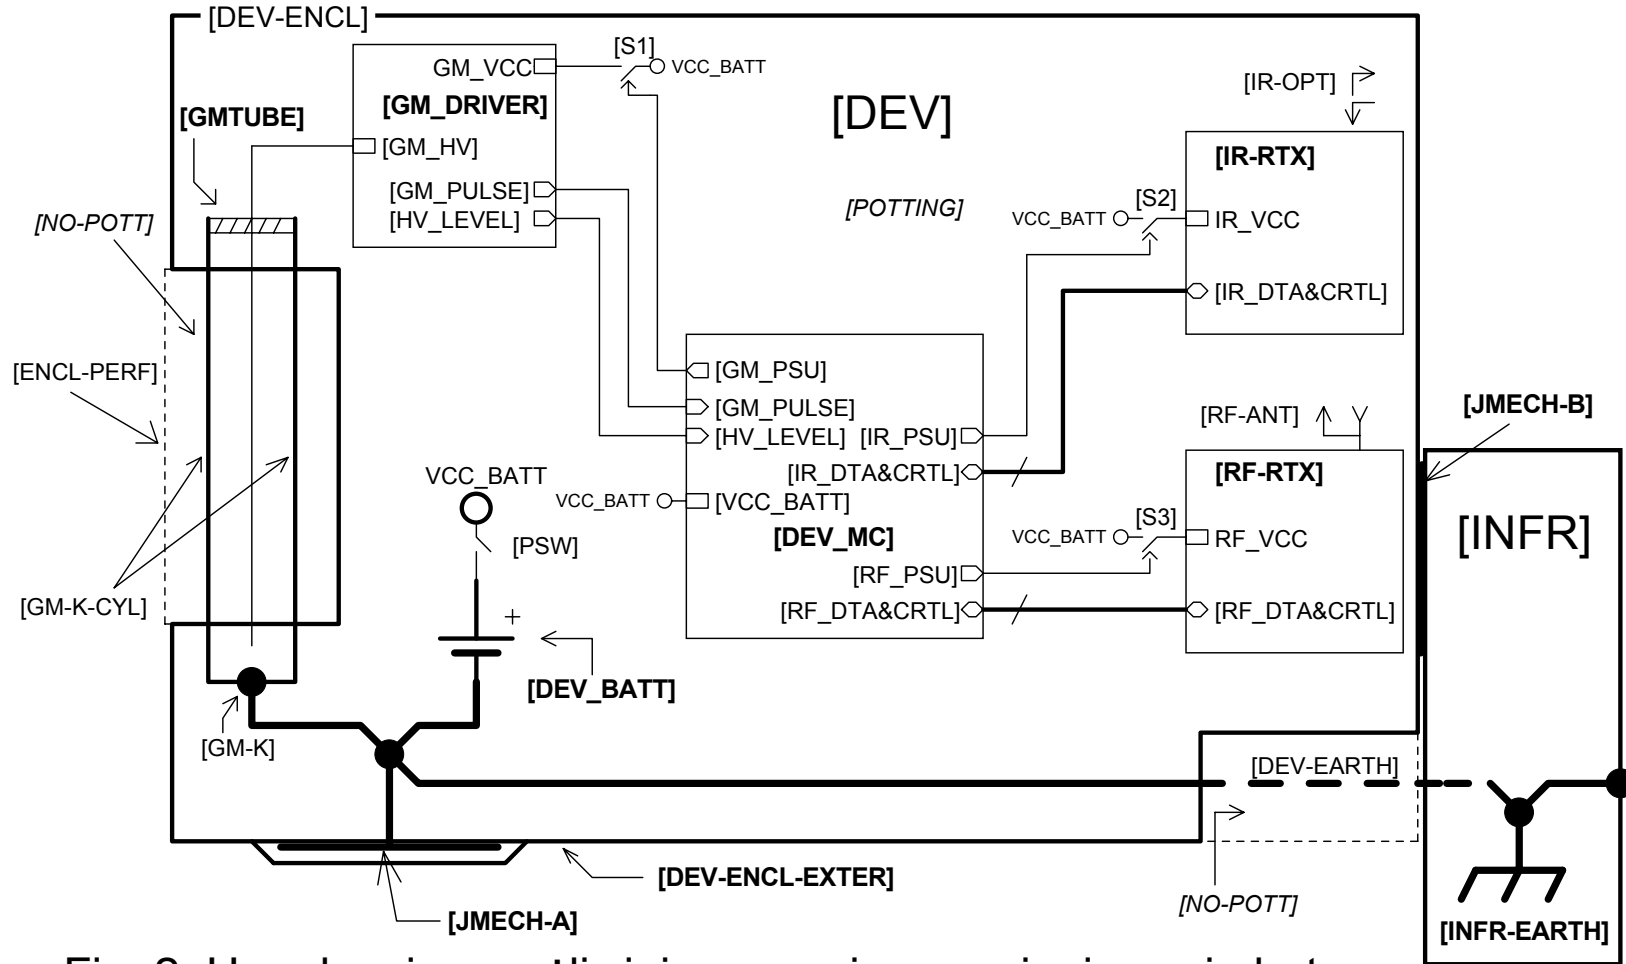 [DEV-ENCL]
GM_VCC
[S1]
VCC_BATT
[GM_DRIVER]
[DEV]
[IR-OPT]
[GMTUBE]
[GM_HV]
[IR-RTX]
[GM_PULSE]
[HV_LEVEL]
[POTTING]
[S2]
VCC_BATT
IR_VCC
[NO-POTT]
[IR_DTA&CRTL]
[ENCL-PERF]
[GM_PSU]
[GM_PULSE]
[HV_LEVEL]
[IR_PSU]
[RF-ANT]
[JMECH-B]
[IR_DTA&CRTL]
[RF-RTX]
VCC_BATT
VCC_BATT
[VCC_BATT]
[PSW]
[DEV_MC]
VCC_BATT
[S3]
RF_VCC
[INFR]
[RF_PSU]
[GM-K-CYL]
[RF_DTA&CRTL]
[RF_DTA&CRTL]
+
[DEV_BATT]
[GM-K]
[DEV-EARTH]
[DEV-ENCL-EXTER]
[NO-POTT]
[JMECH-A]
[INFR-EARTH]